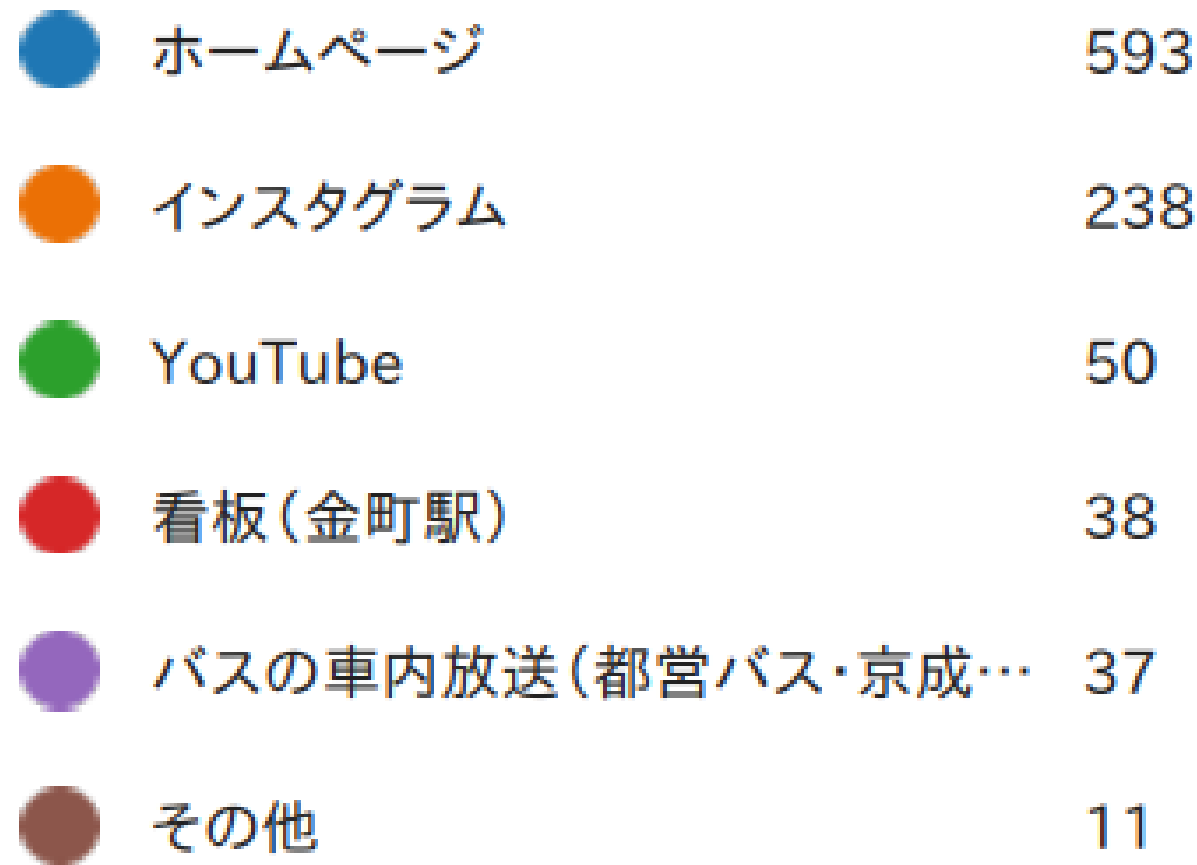 ホームページ 593
インスタグラム 238
YouTube 50
看板(金町駅) 38
バスの車内放送(都営バス・京成… 37
その他 11